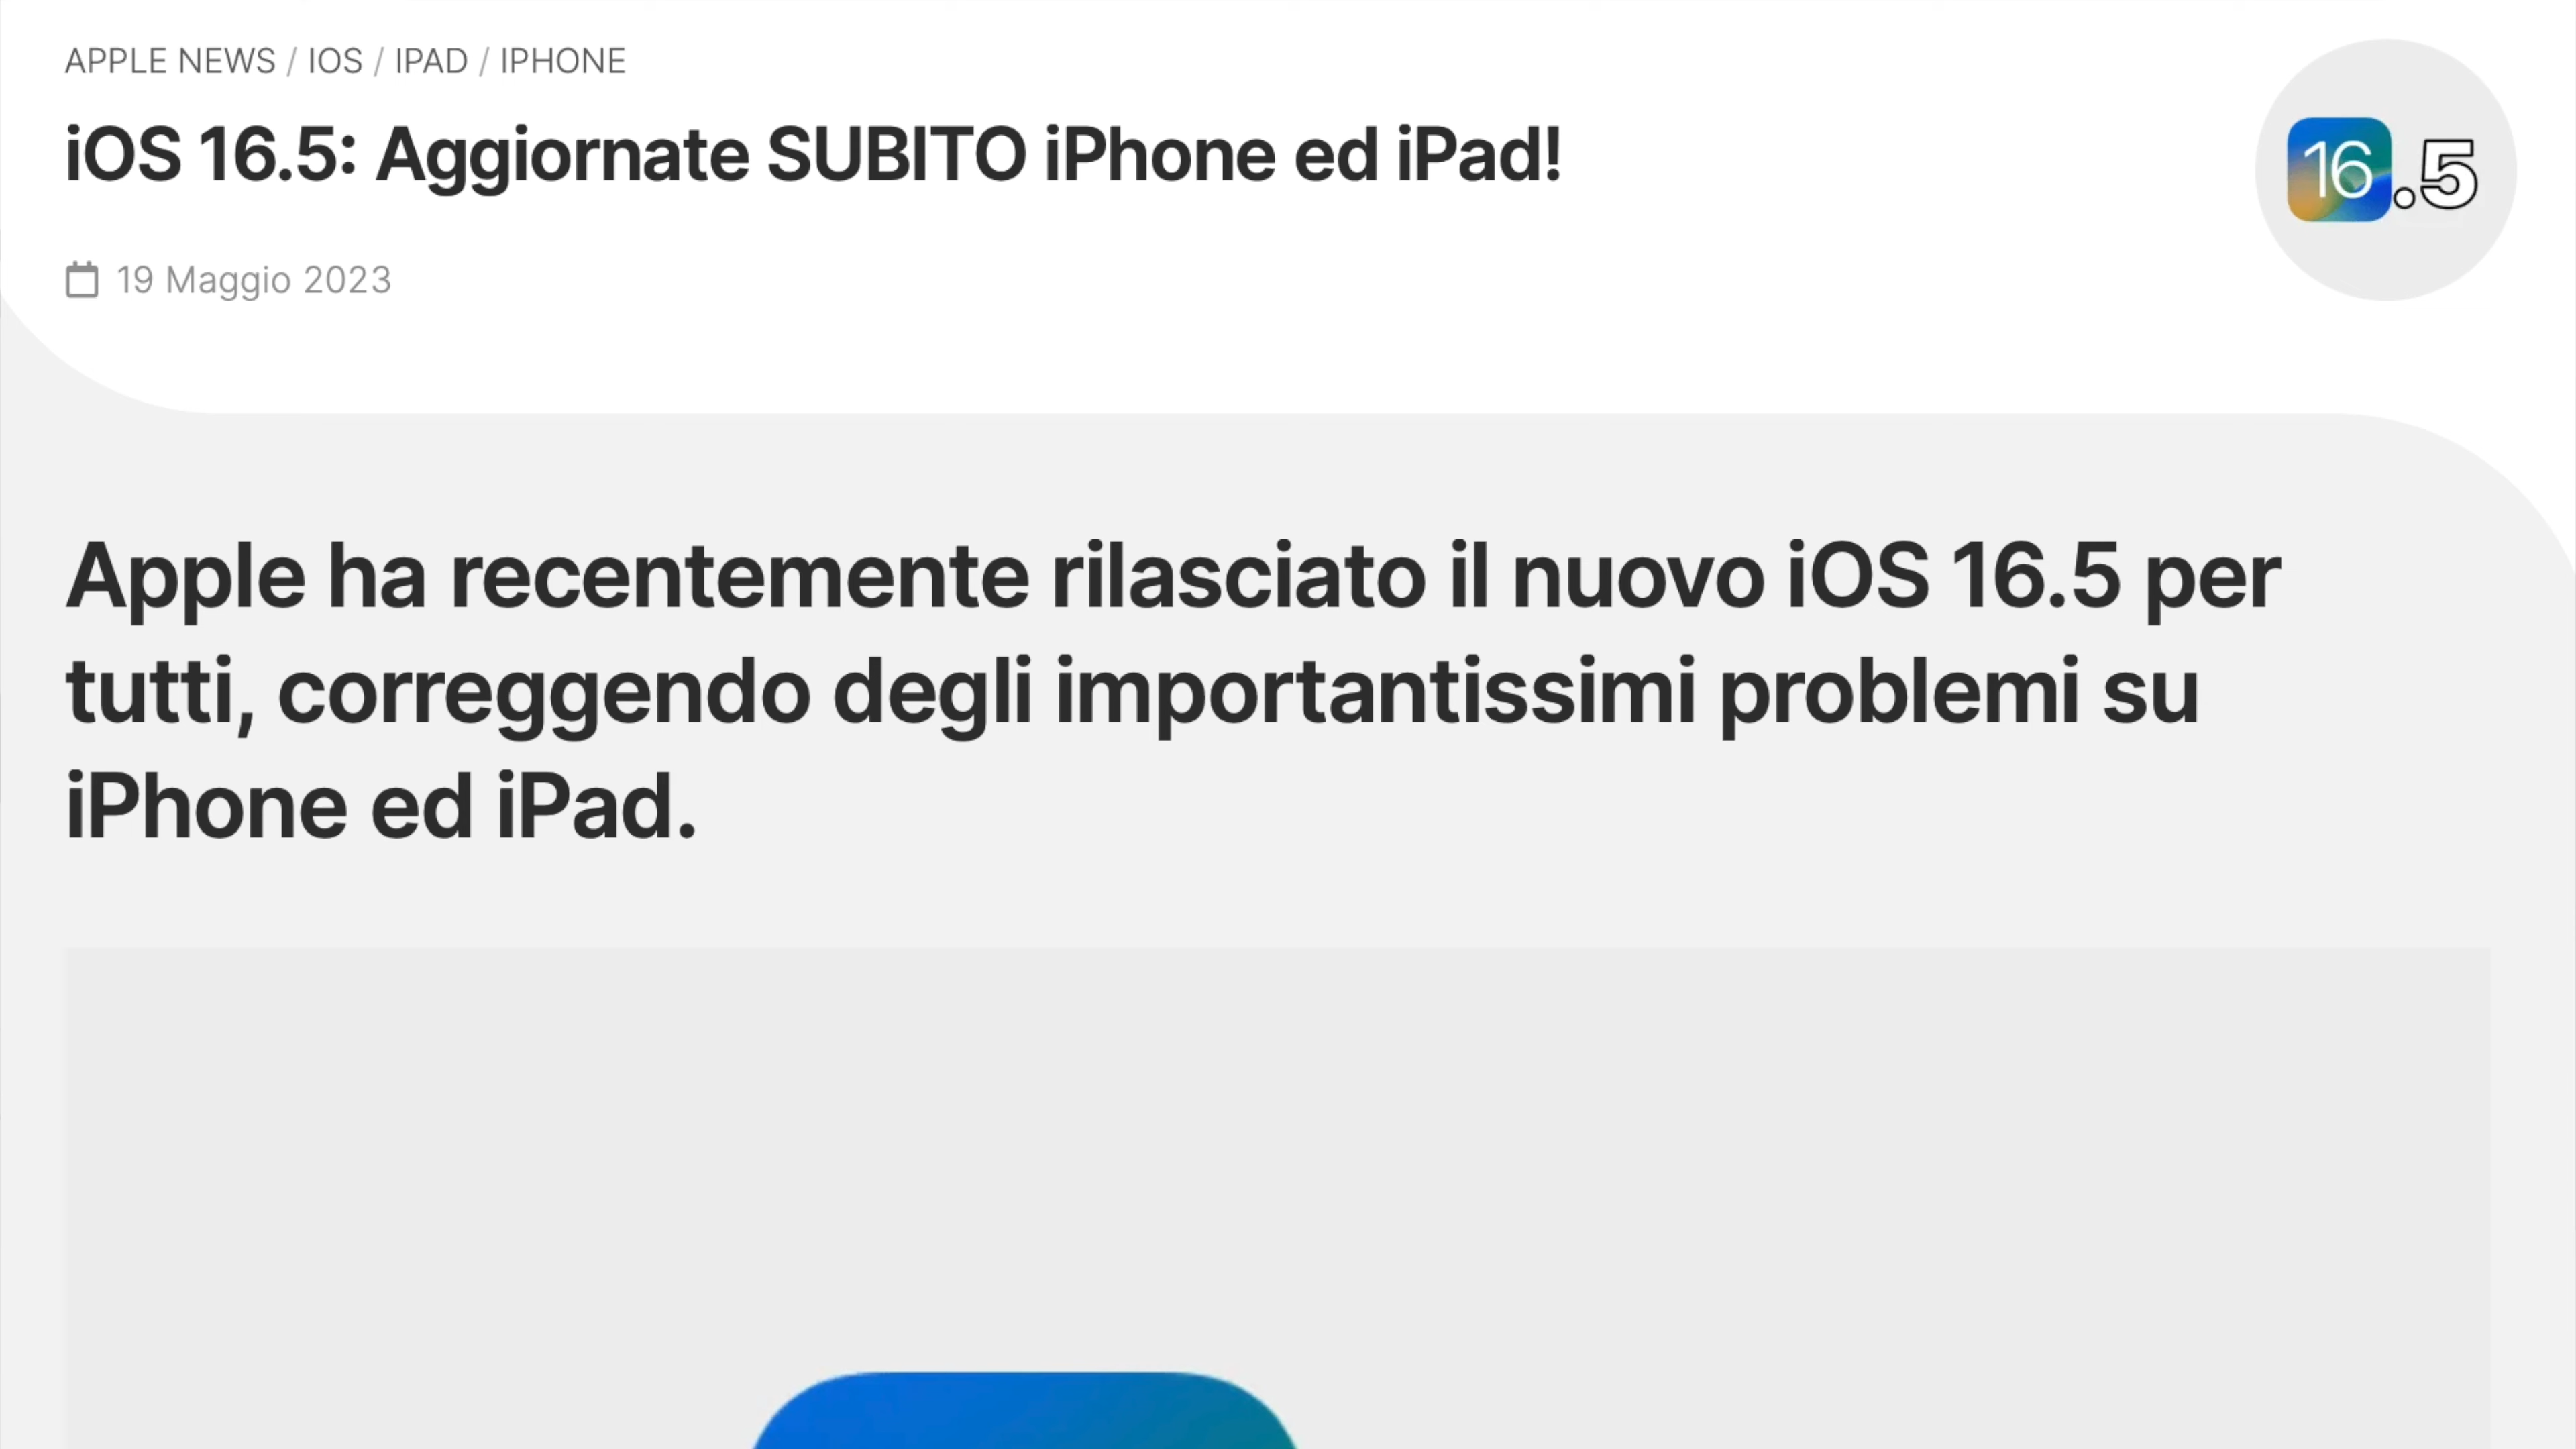 APPLE NEWS / IOS / IPAD / IPHONE
iOS 16.5: Aggiornate SUBITO iPhone ed iPad!
16.5
19 Maggio 2023
Apple ha recentemente rilasciato il nuovo iOS 16.5 per
tutti, correggendo degli importantissimi problemi su
iPhone ed iPad.